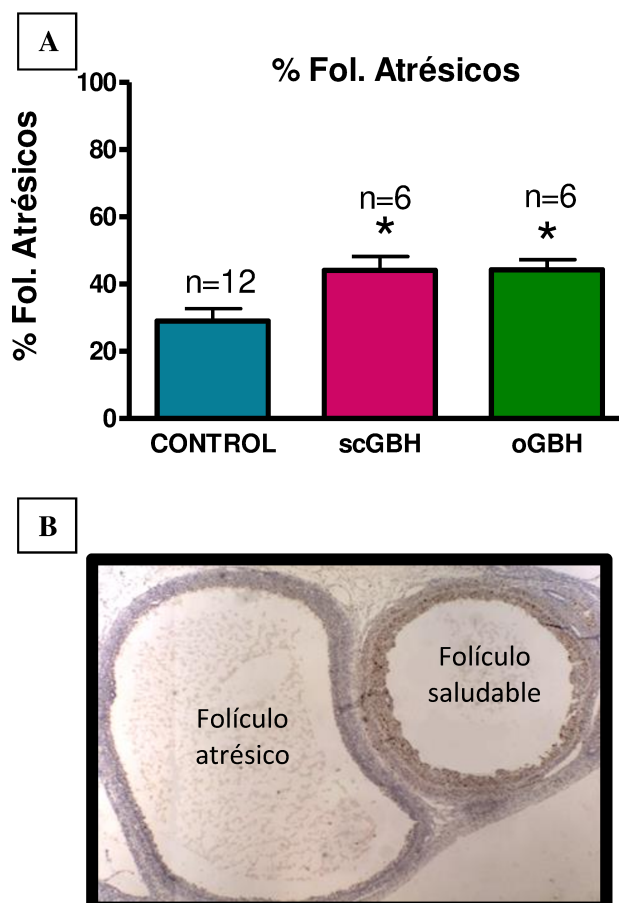 A
% Fol. Atrésicos
% Fol. Atrésicos
100
80
60
40
20
0
n=12
n=6
*
n=6
*
CONTROL
scGBH
oGBH
B
Folículo
atrésico
Folículo
saludable